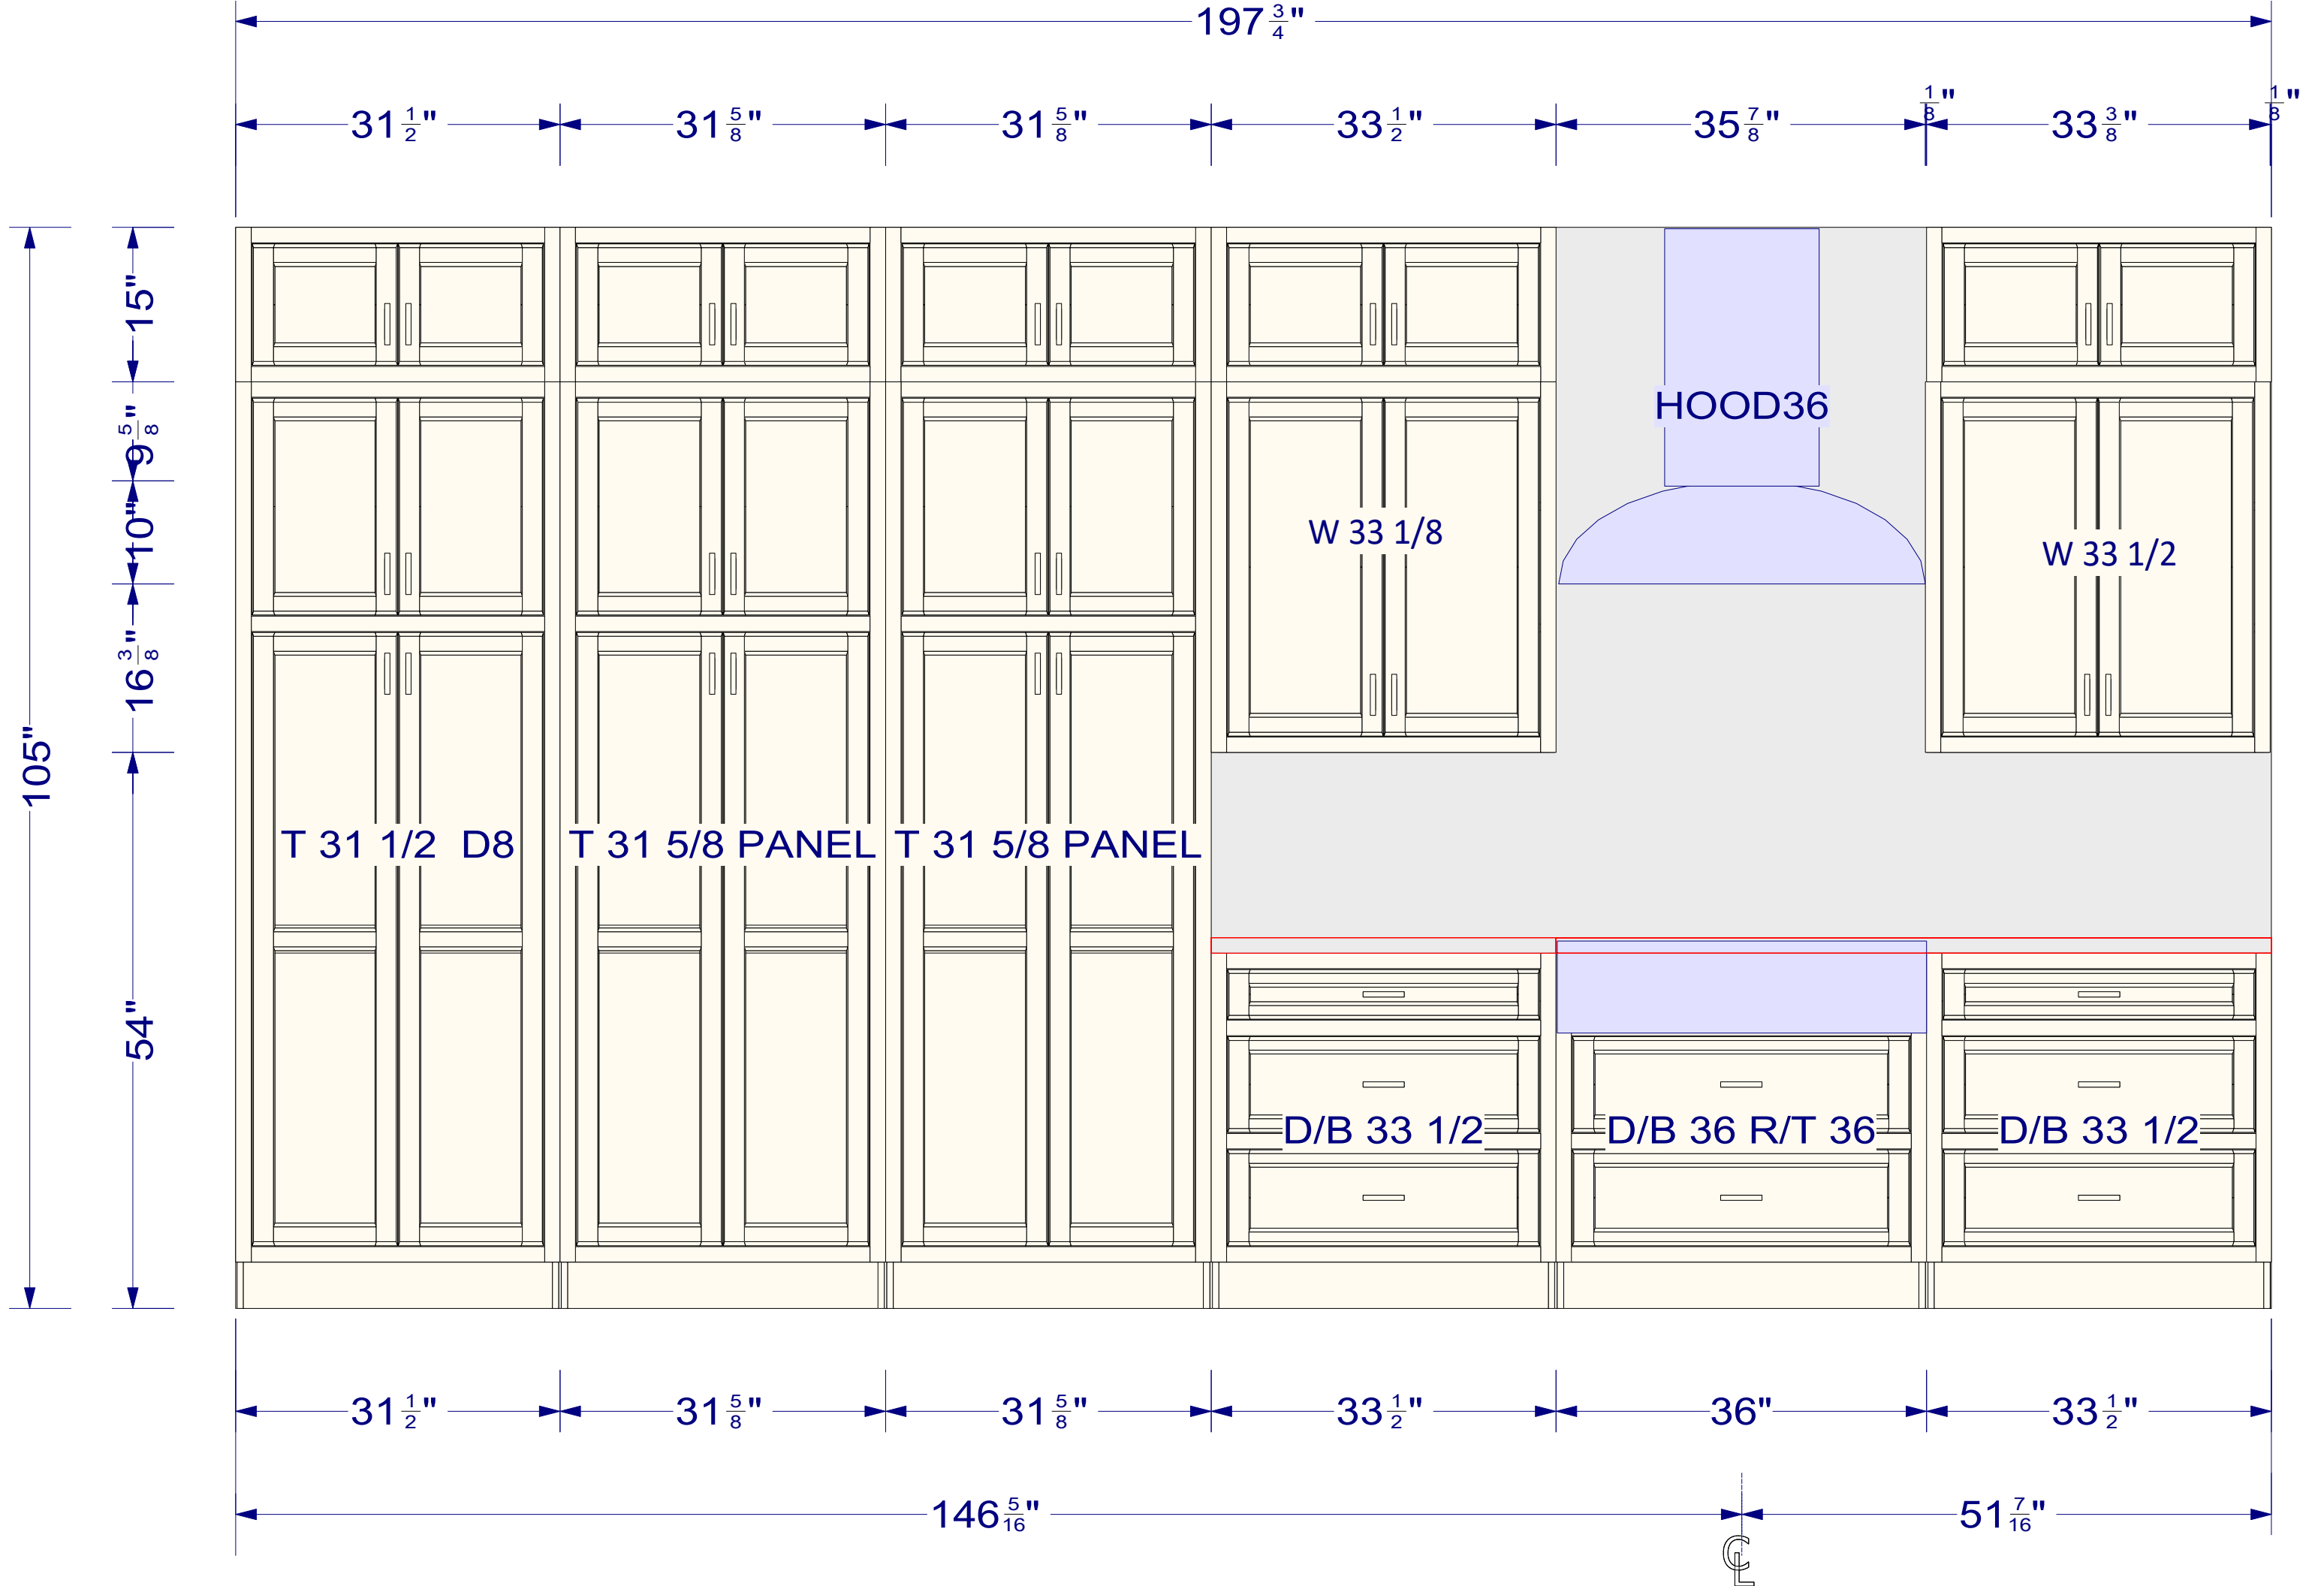 197 3/4"
31 1/2" 31 5/8" 31 5/8" 33 1/2" 35 7/8" 1/8" 33 3/8" 1/8"
15"
9 5/8"
10"
16 3/8"
105"
54"
HOOD36
W 33 1/8
W 33 1/2
T 31 1/2 D8
T 31 5/8 PANEL
T 31 5/8 PANEL
D/B 33 1/2
D/B 36 R/T 36
D/B 33 1/2
31 1/2" 31 5/8" 31 5/8" 33 1/2" 36" 33 1/2"
146 5/16" 51 7/16"
CL